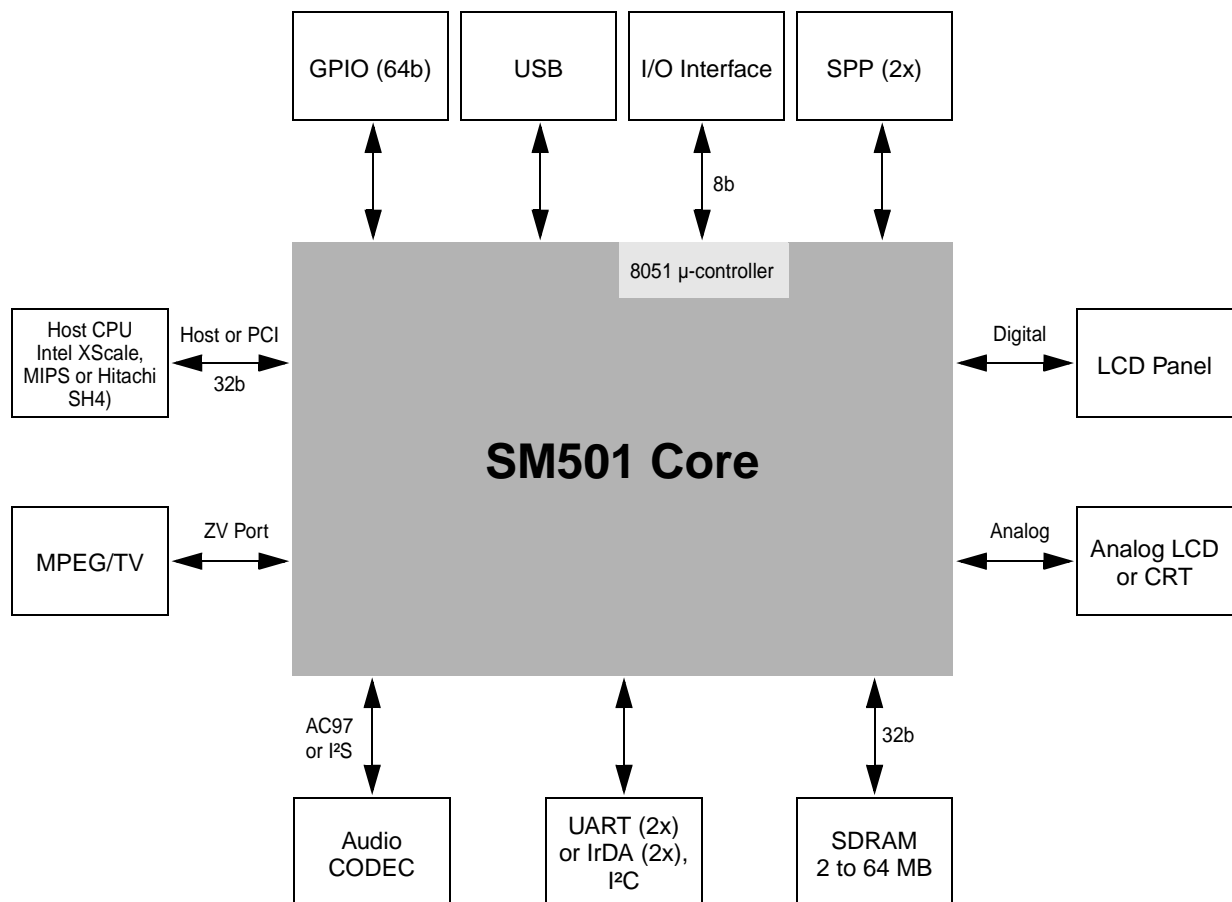 GPIO (64b)
USB
I/O Interface
SPP (2x)
8b
8051 µ-controller
Host CPU
Intel XScale,
MIPS or Hitachi
SH4)
Host or PCI
32b
Digital
LCD Panel
SM501 Core
MPEG/TV
ZV Port
Analog
Analog LCD
or CRT
AC97
or I²S
32b
Audio
CODEC
UART (2x)
or IrDA (2x),
I²C
SDRAM
2 to 64 MB